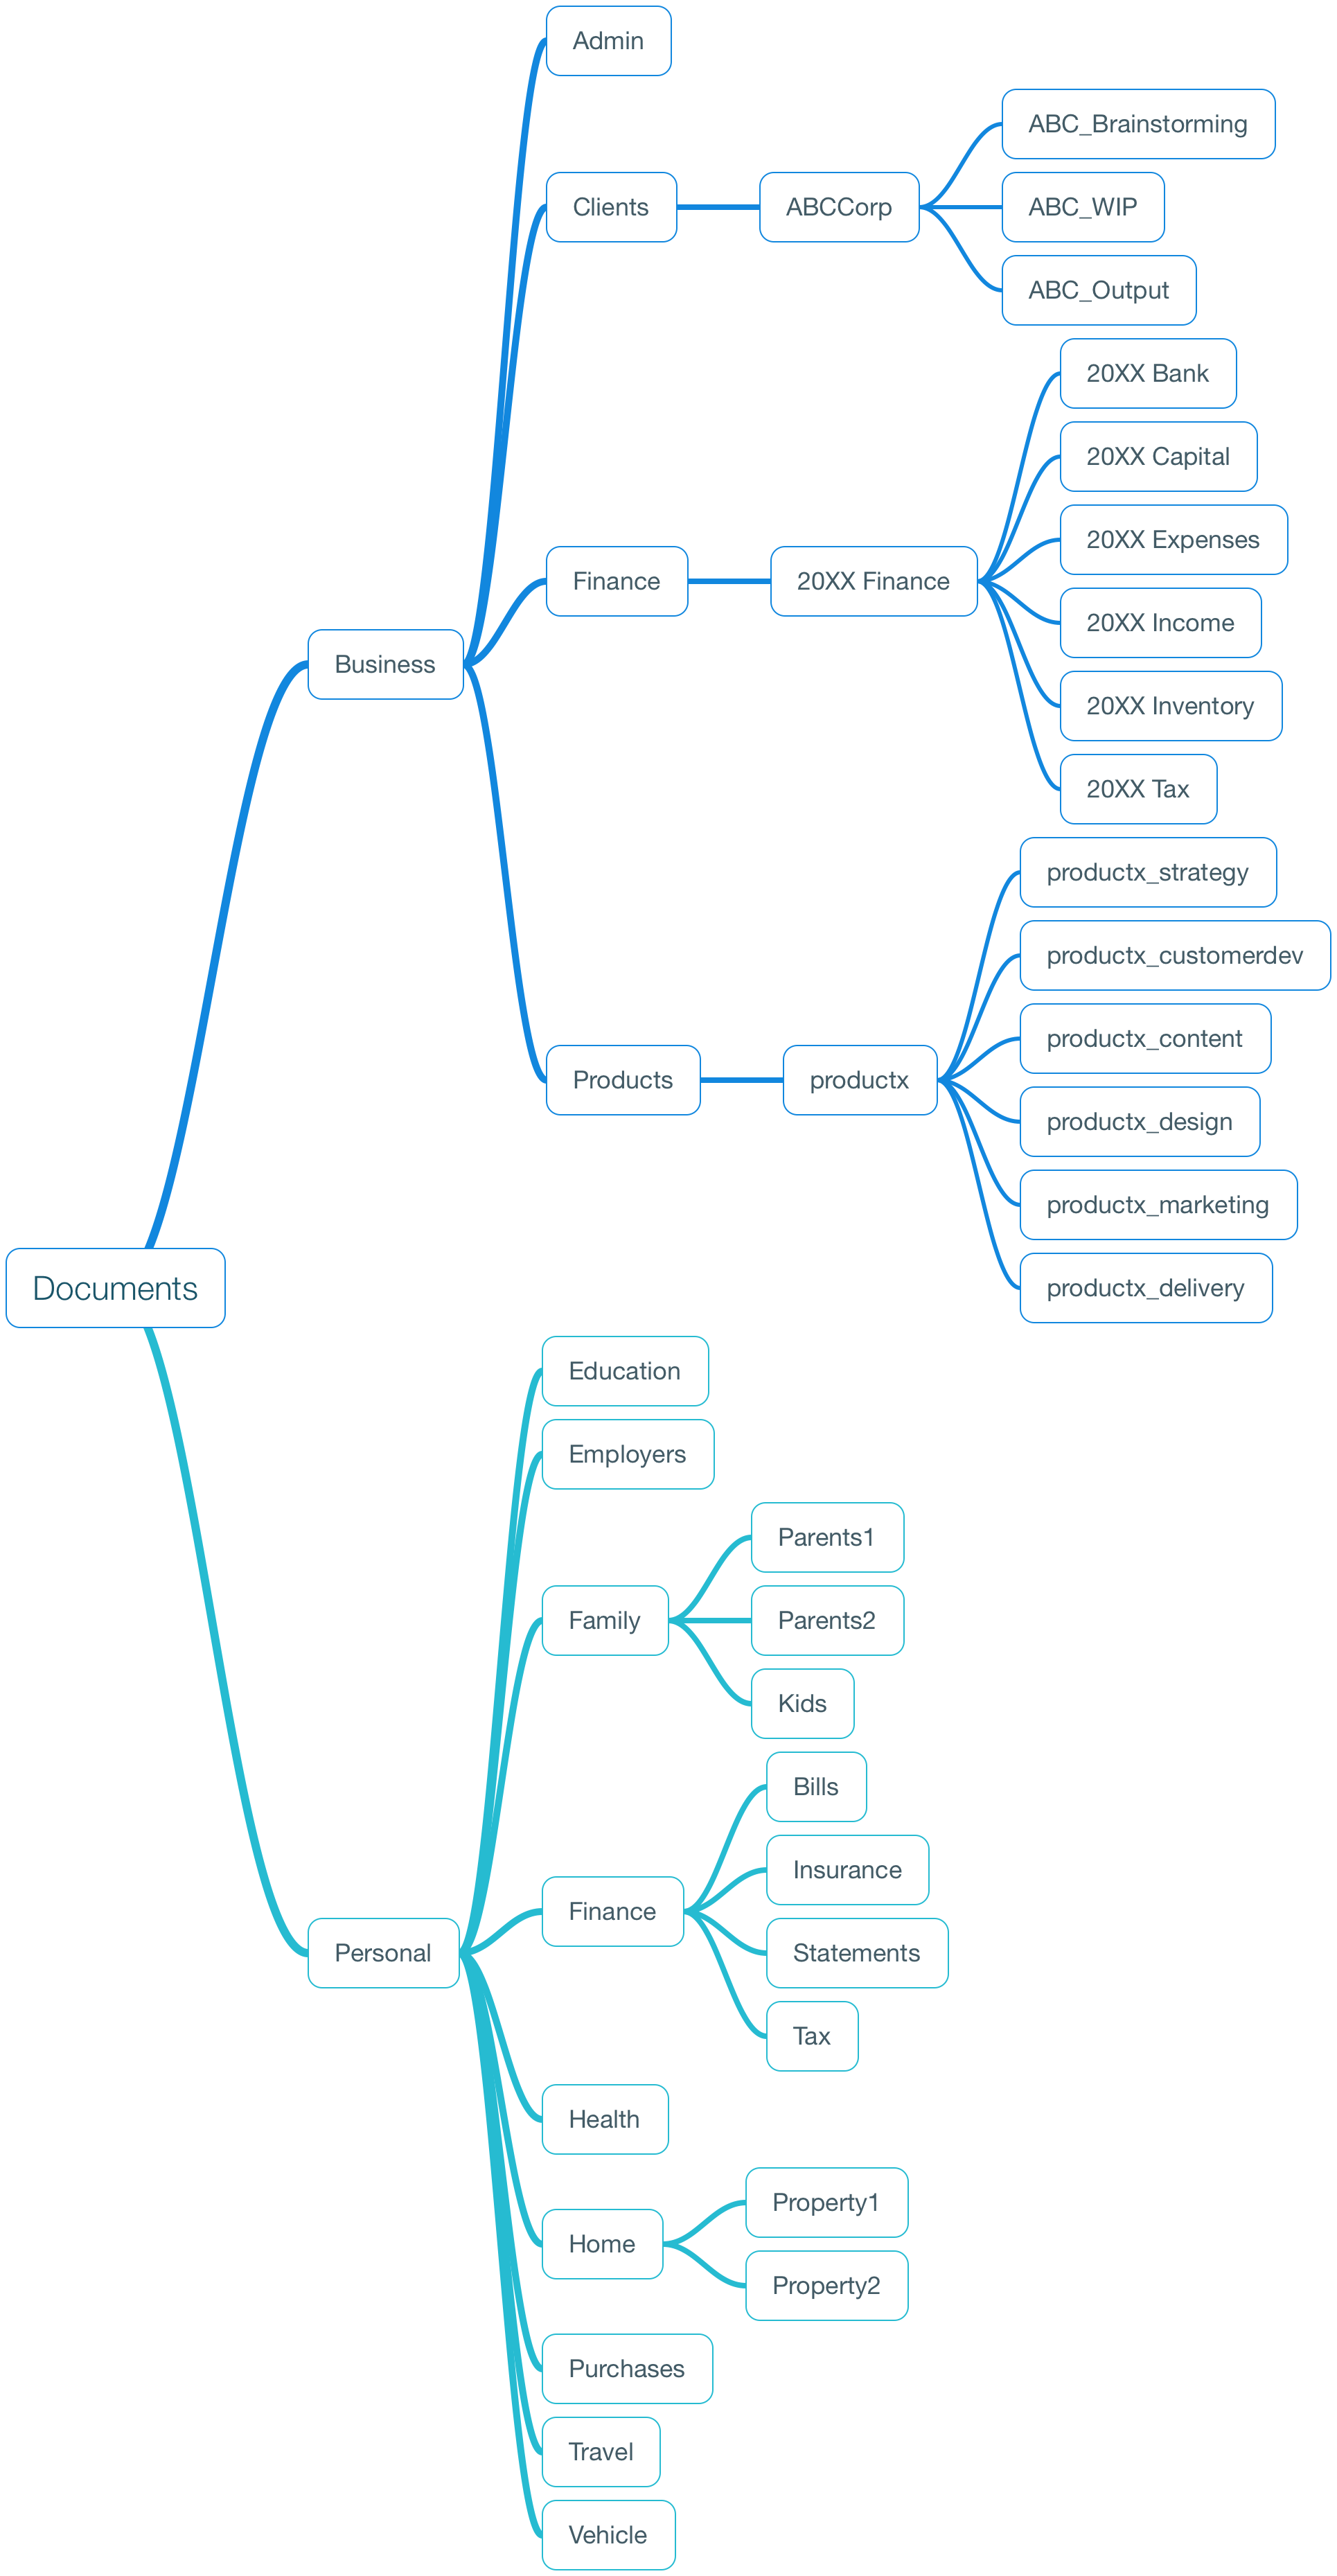 Admin
ABC_Brainstorming
Clients
ABCCorp
ABC_WIP
ABC_Output
20XX Bank
20XX Capital
20XX Expenses
Finance
20XX Finance
20XX Income
Business
20XX Inventory
20XX Tax
productx_strategy
productx_customerdev
productx_content
Products
productx
productx_design
productx_marketing
Documents
productx_delivery
Education
Employers
Parents1
Family
Parents2
Kids
Bills
Insurance
Finance
Personal
Statements
Tax
Health
Property1
Home
Property2
Purchases
Travel
Vehicle